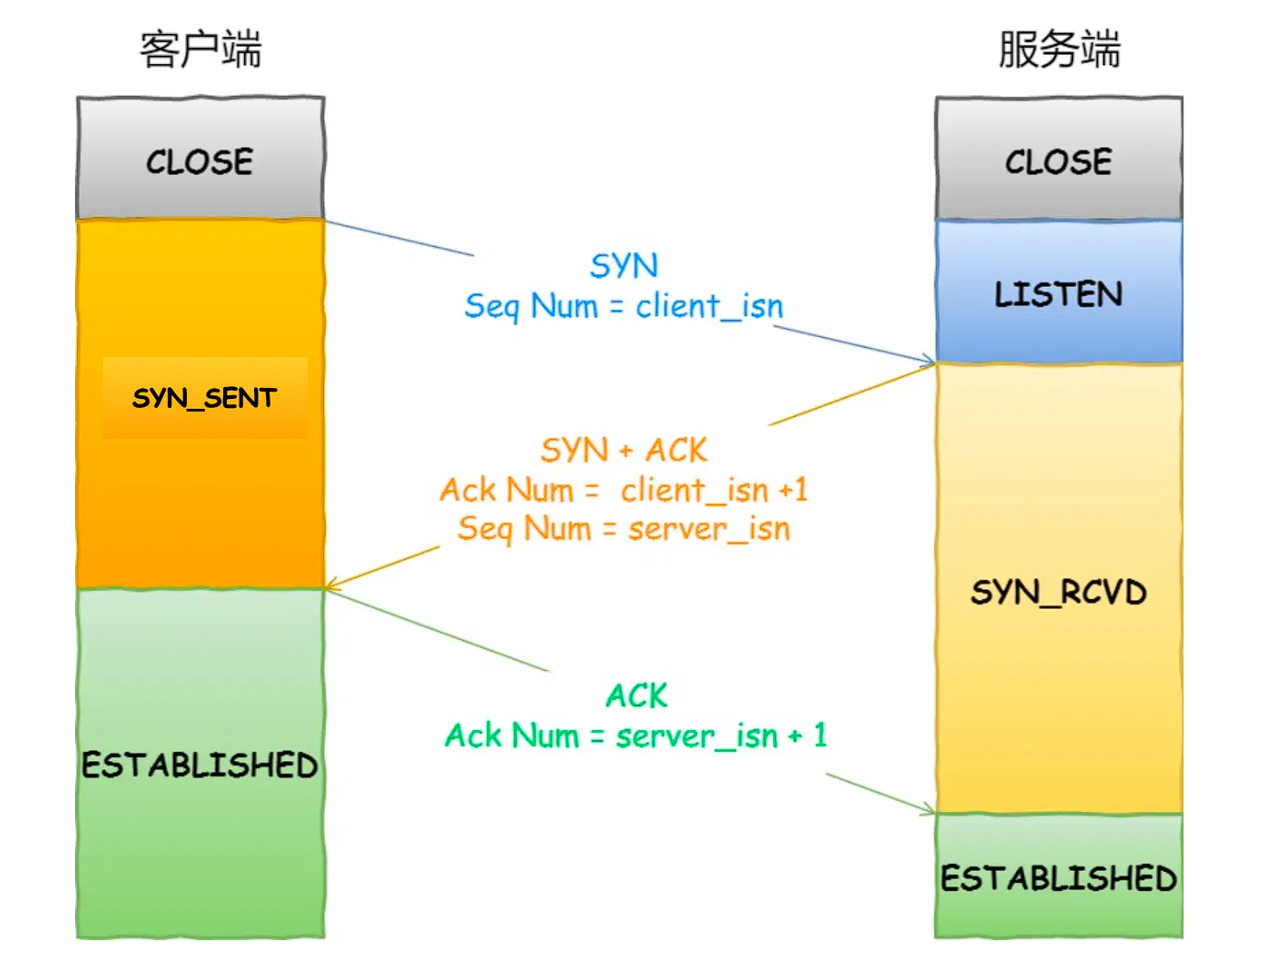 客户端
服务端
CLOSE
CLOSE
SYN
Seq Num = client_isn
LISTEN
SYN_SENT
SYN + ACK
Ack Num = client_isn +1
Seq Num = server_isn
SYN_RCVD
ACK
Ack Num = server_isn + 1
ESTABLISHED
ESTABLISHED